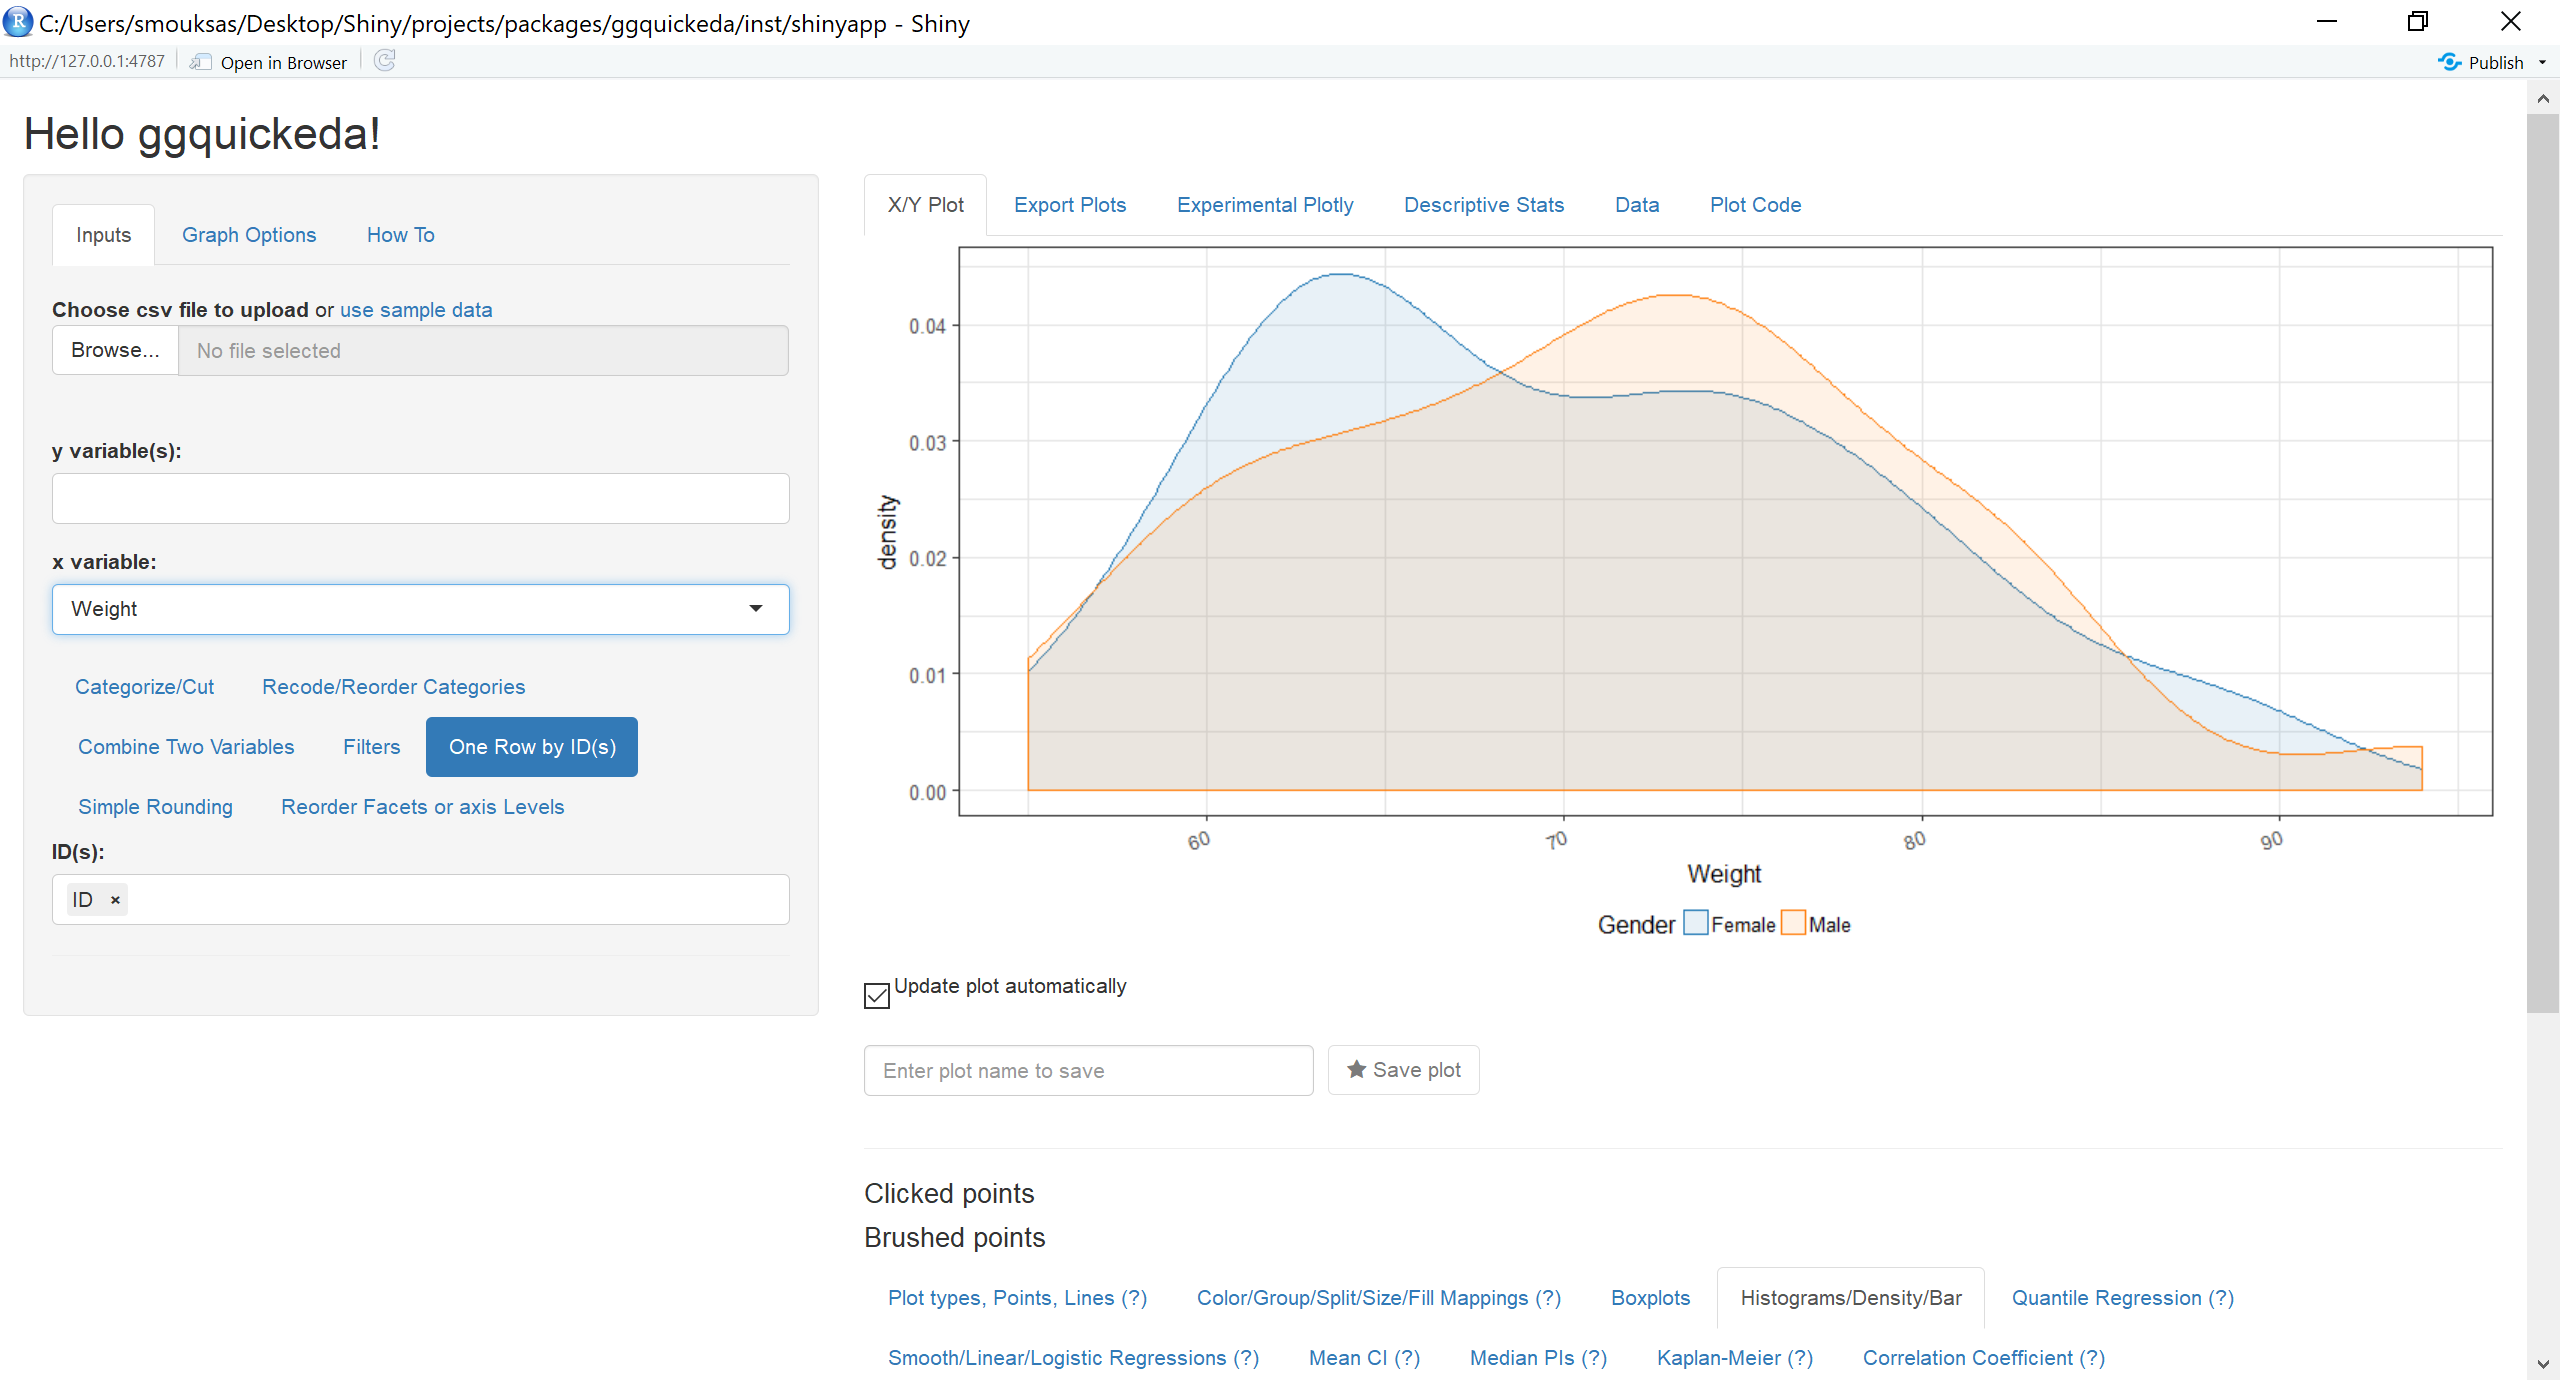 C:/Users/smouksas/Desktop/Shiny/projects/packages/ggquickeda/inst/shinyapp - Shiny
http://127.0.0.1:4787 Open in Browser Publish
Hello ggquickeda!
Inputs Graph Options How To
Choose csv file to upload or use sample data
Browse... No file selected
y variable(s):
x variable:
Weight
Categorize/Cut Recode/Reorder Categories
Combine Two Variables Filters One Row by ID(s)
Simple Rounding Reorder Facets or axis Levels
ID(s):
ID ×
X/Y Plot Export Plots Experimental Plotly Descriptive Stats Data Plot Code
0.04
0.03
density
0.02
0.01
0.00
60 70 80 90
Weight
Gender Female Male
Update plot automatically
Enter plot name to save Save plot
Clicked points
Brushed points
Plot types, Points, Lines (?) Color/Group/Split/Size/Fill Mappings (?) Boxplots Histograms/Density/Bar Quantile Regression (?)
Smooth/Linear/Logistic Regressions (?) Mean CI (?) Median PIs (?) Kaplan-Meier (?) Correlation Coefficient (?)